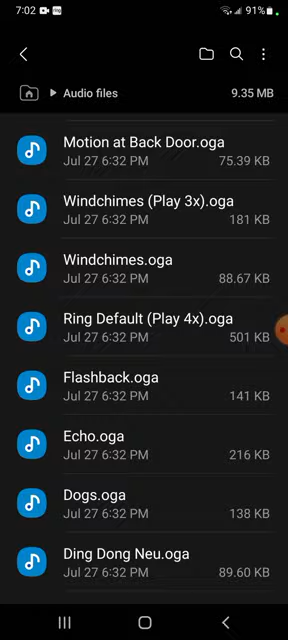 7:02
91%
Audio files
9.35 MB
Motion at Back Door.oga
Jul 27 6:32 PM
75.39 KB
Windchimes (Play 3x).oga
Jul 27 6:32 PM
181 KB
Windchimes.oga
Jul 27 6:32 PM
88.67 KB
Ring Default (Play 4x).oga
Jul 27 6:32 PM
501 KB
Flashback.oga
Jul 27 6:32 PM
141 KB
Echo.oga
Jul 27 6:32 PM
216 KB
Dogs.oga
Jul 27 6:32 PM
138 KB
Ding Dong Neu.oga
Jul 27 6:32 PM
89.60 KB